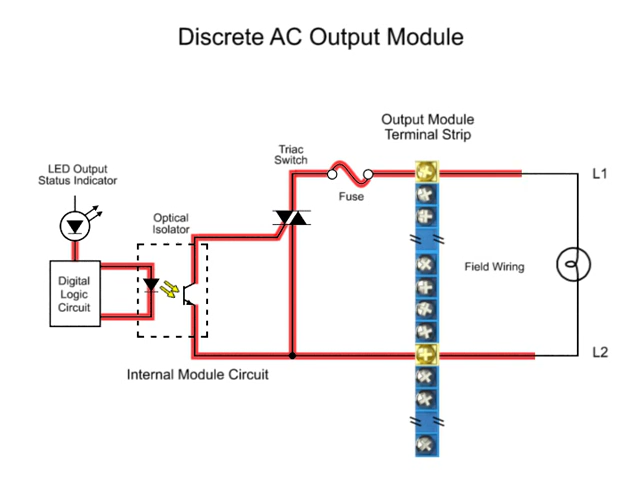 Discrete AC Output Module
Output Module
Terminal Strip
Triac
Switch
LED Output
Status Indicator
L1
Fuse
Optical
Isolator
Field Wiring
Digital
Logic
Circuit
L2
Internal Module Circuit